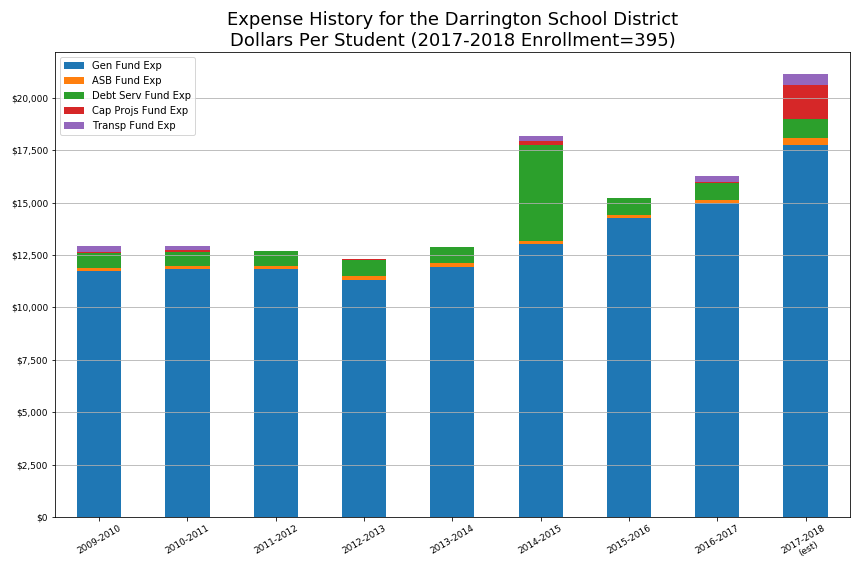 Expense History for the Darrington School District
Dollars Per Student (2017-2018 Enrollment=395)
Gen Fund Exp
ASB Fund Exp
Debt Serv Fund Exp
Cap Projs Fund Exp
Transp Fund Exp
$20,000
$17,500
$15,000
$12,500
$10,000
$7,500
$5,000
$2,500
$0
2009-2010
2010-2011
2011-2012
2012-2013
2013-2014
2014-2015
2015-2016
2016-2017
2017-2018
(est)